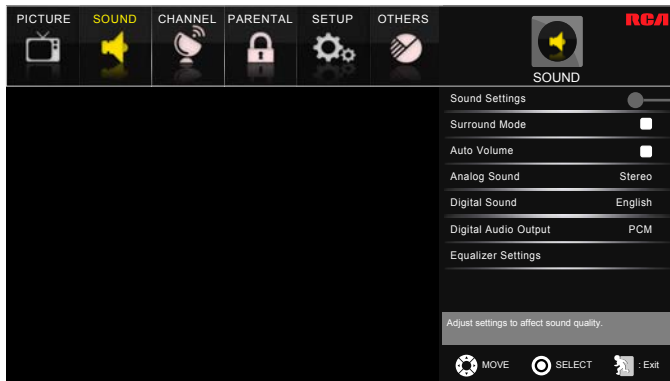 PICTURE SOUND CHANNEL PARENTAL SETUP OTHERS
RCA
SOUND
Sound Settings
Surround Mode
Auto Volume
Analog Sound Stereo
Digital Sound English
Digital Audio Output PCM
Equalizer Settings
Adjust settings to affect sound quality.
MOVE SELECT : Exit